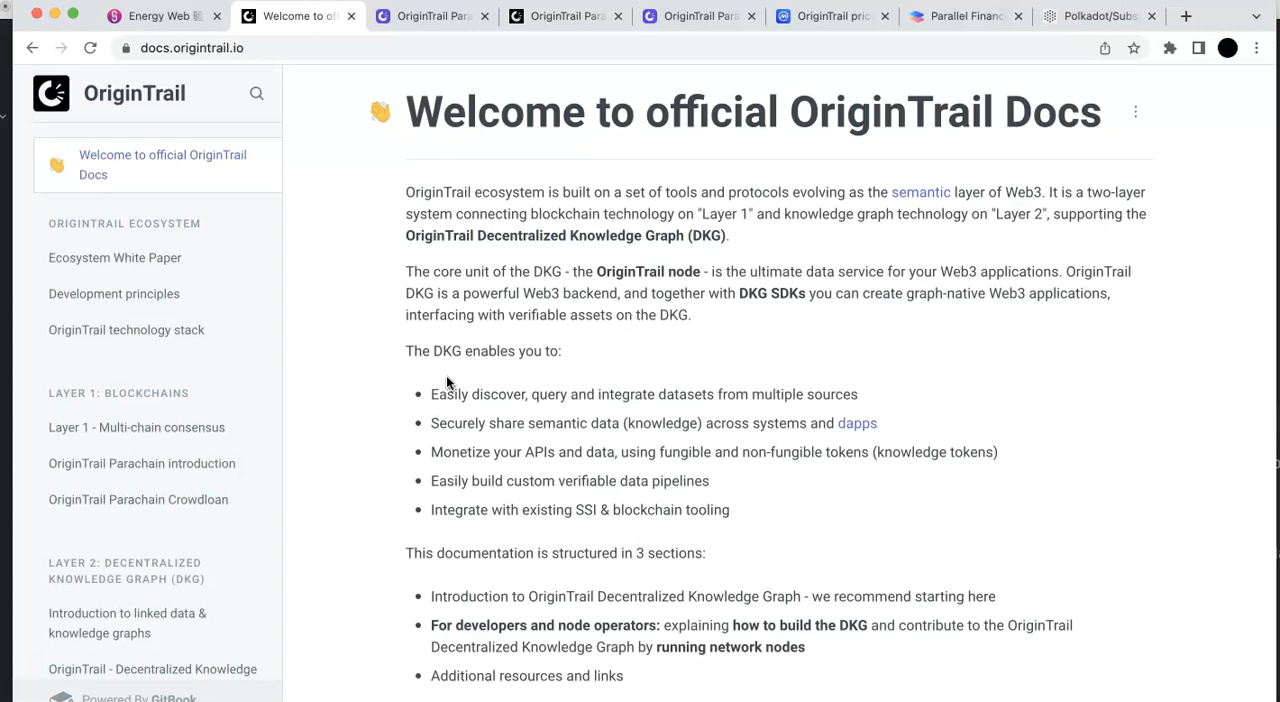 Energy Web
Welcome to of
OriginTrail Para
OriginTrail Para
OriginTrail Para
OriginTrail pric
Parallel Financ
Polkadot/Subs
docs.origintrail.io
OriginTrail
Welcome to official OriginTrail
Docs
ORIGINTRAIL ECOSYSTEM
Ecosystem White Paper
Development principles
OriginTrail technology stack
LAYER 1: BLOCKCHAINS
Layer 1 - Multi-chain consensus
OriginTrail Parachain introduction
OriginTrail Parachain Crowdloan
LAYER 2: DECENTRALIZED
KNOWLEDGE GRAPH (DKG)
Introduction to linked data &
knowledge graphs
OriginTrail - Decentralized Knowledge
Powered By GitBook
Welcome to official OriginTrail Docs
OriginTrail ecosystem is built on a set of tools and protocols evolving as the semantic layer of Web3. It is a two-layer
system connecting blockchain technology on "Layer 1" and knowledge graph technology on "Layer 2", supporting the
OriginTrail Decentralized Knowledge Graph (DKG).
The core unit of the DKG - the OriginTrail node - is the ultimate data service for your Web3 applications. OriginTrail
DKG is a powerful Web3 backend, and together with DKG SDKs you can create graph-native Web3 applications,
interfacing with verifiable assets on the DKG.
The DKG enables you to:
Easily discover, query and integrate datasets from multiple sources
Securely share semantic data (knowledge) across systems and dapps
Monetize your APIs and data, using fungible and non-fungible tokens (knowledge tokens)
Easily build custom verifiable data pipelines
Integrate with existing SSI & blockchain tooling
This documentation is structured in 3 sections:
Introduction to OriginTrail Decentralized Knowledge Graph - we recommend starting here
For developers and node operators: explaining how to build the DKG and contribute to the OriginTrail
Decentralized Knowledge Graph by running network nodes
Additional resources and links